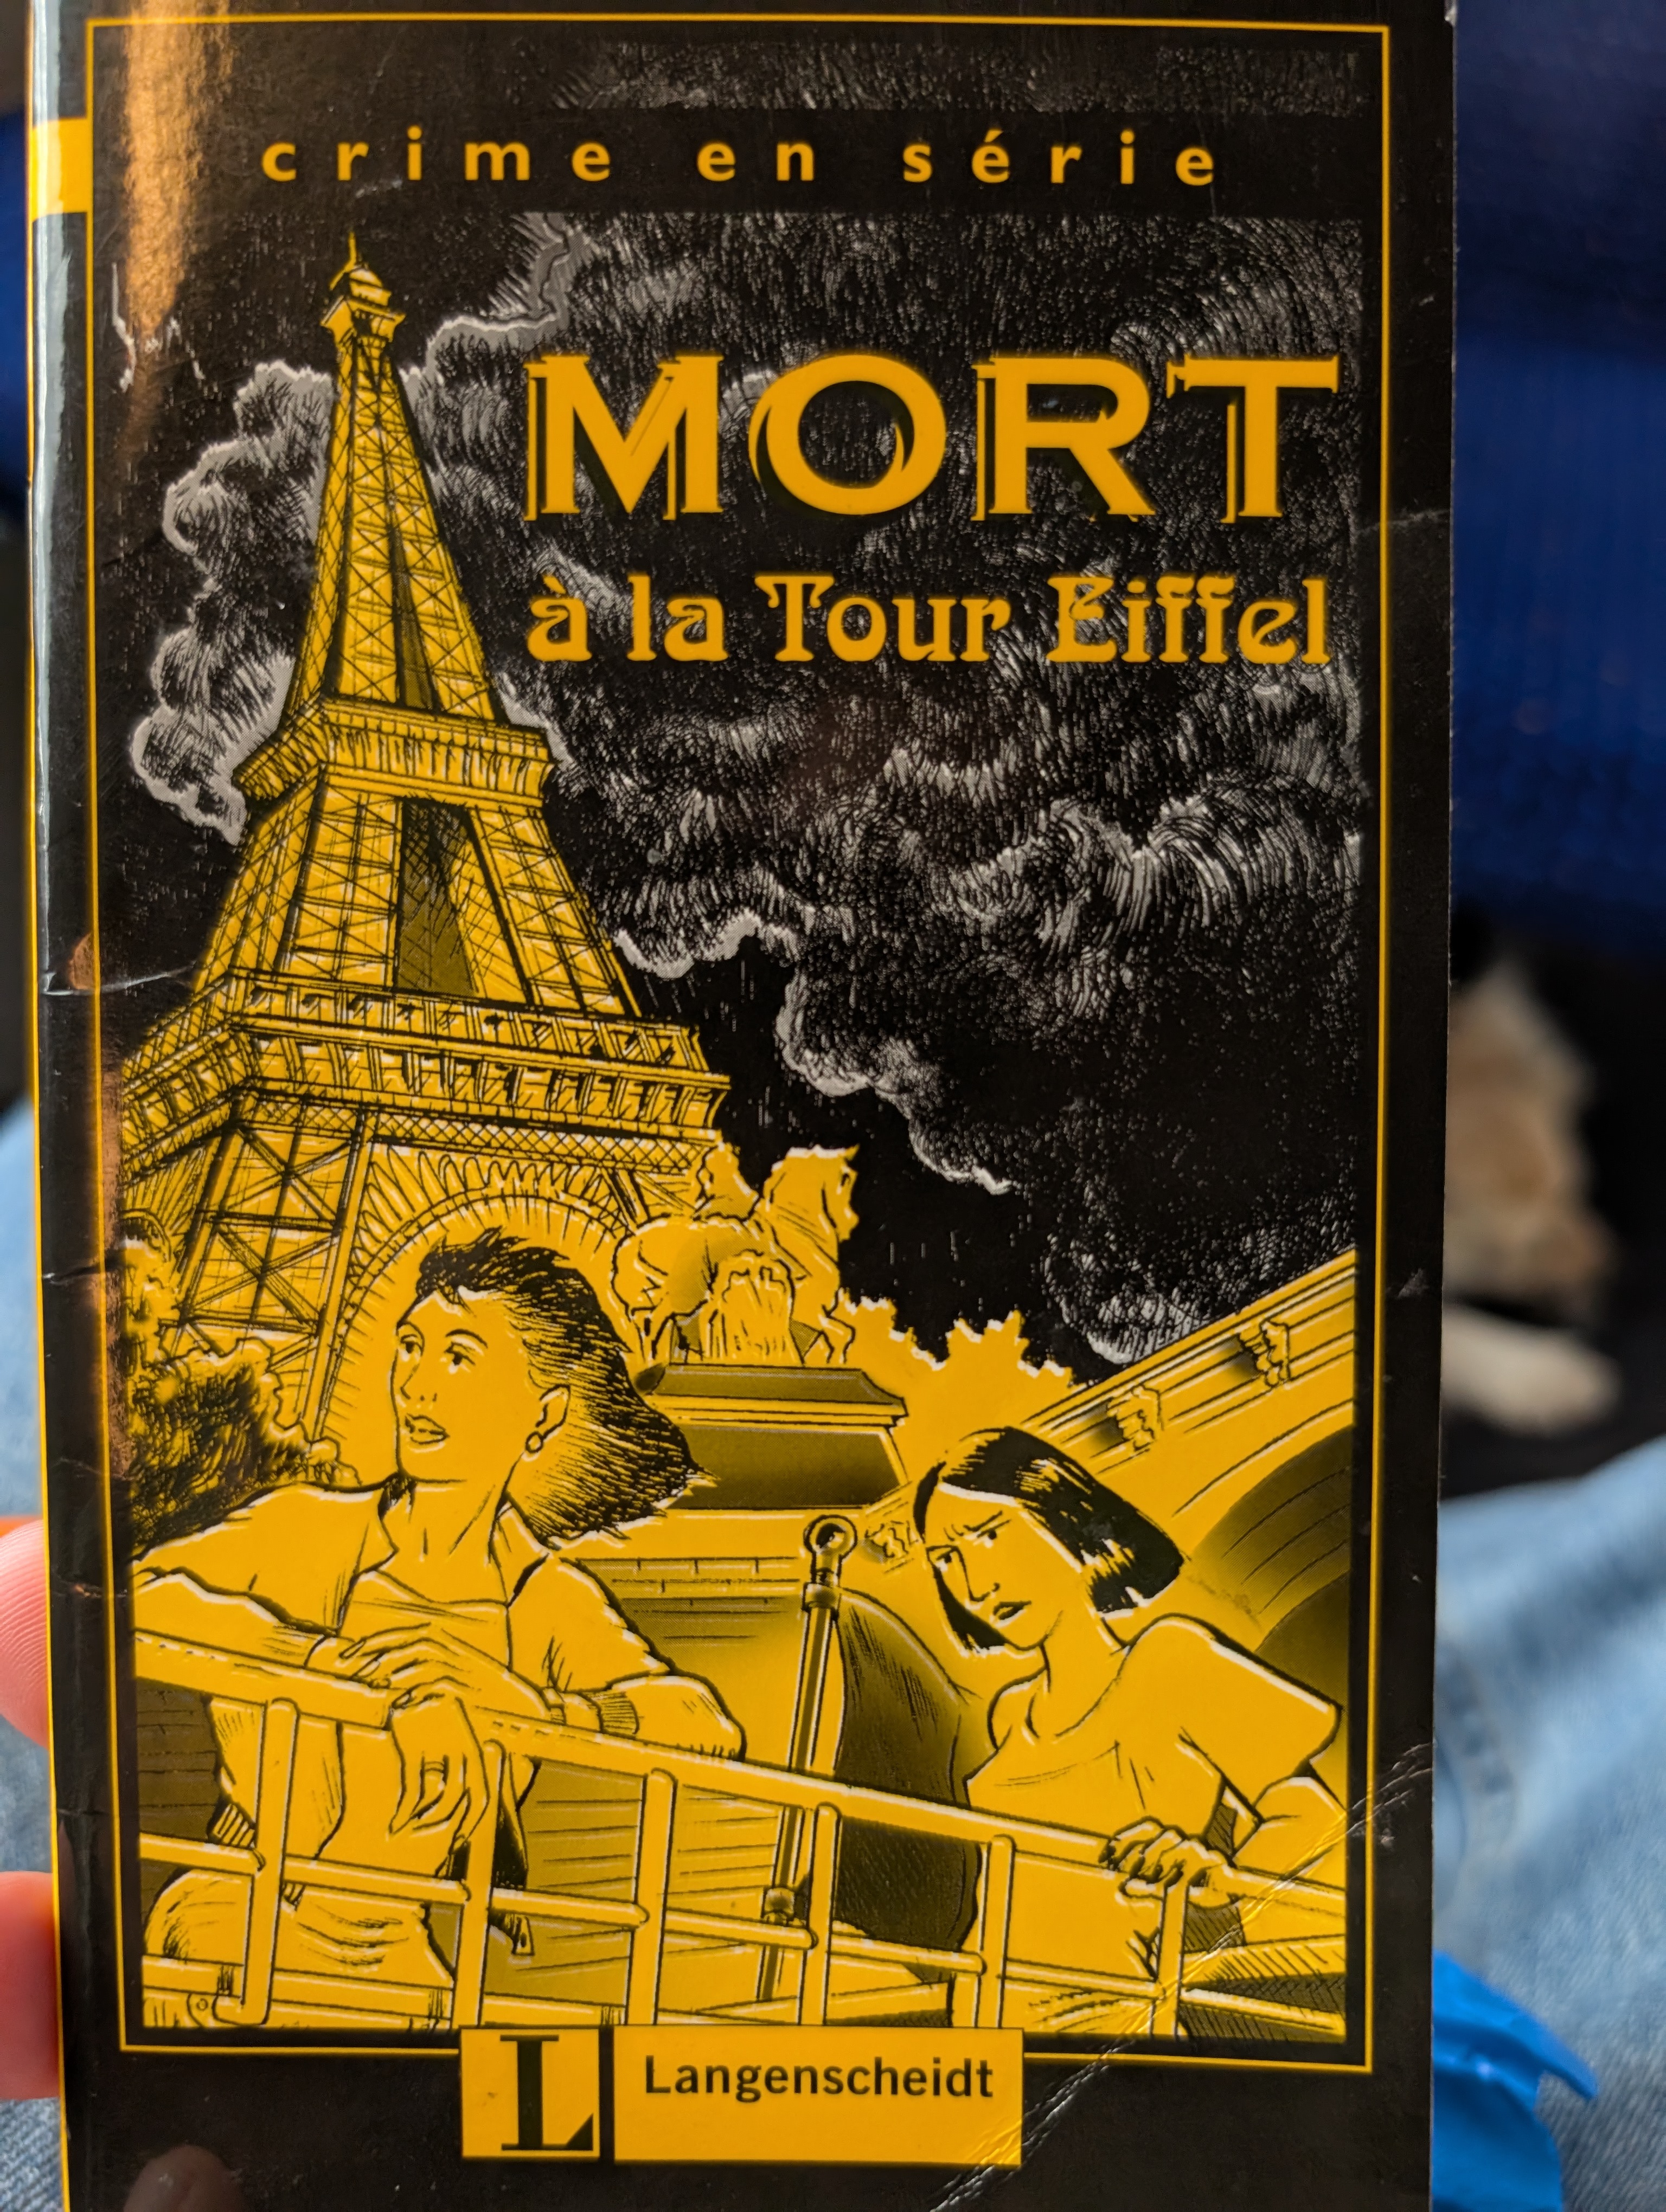 crime en série
MORT
à la Tour Eiffel
L Langenscheidt